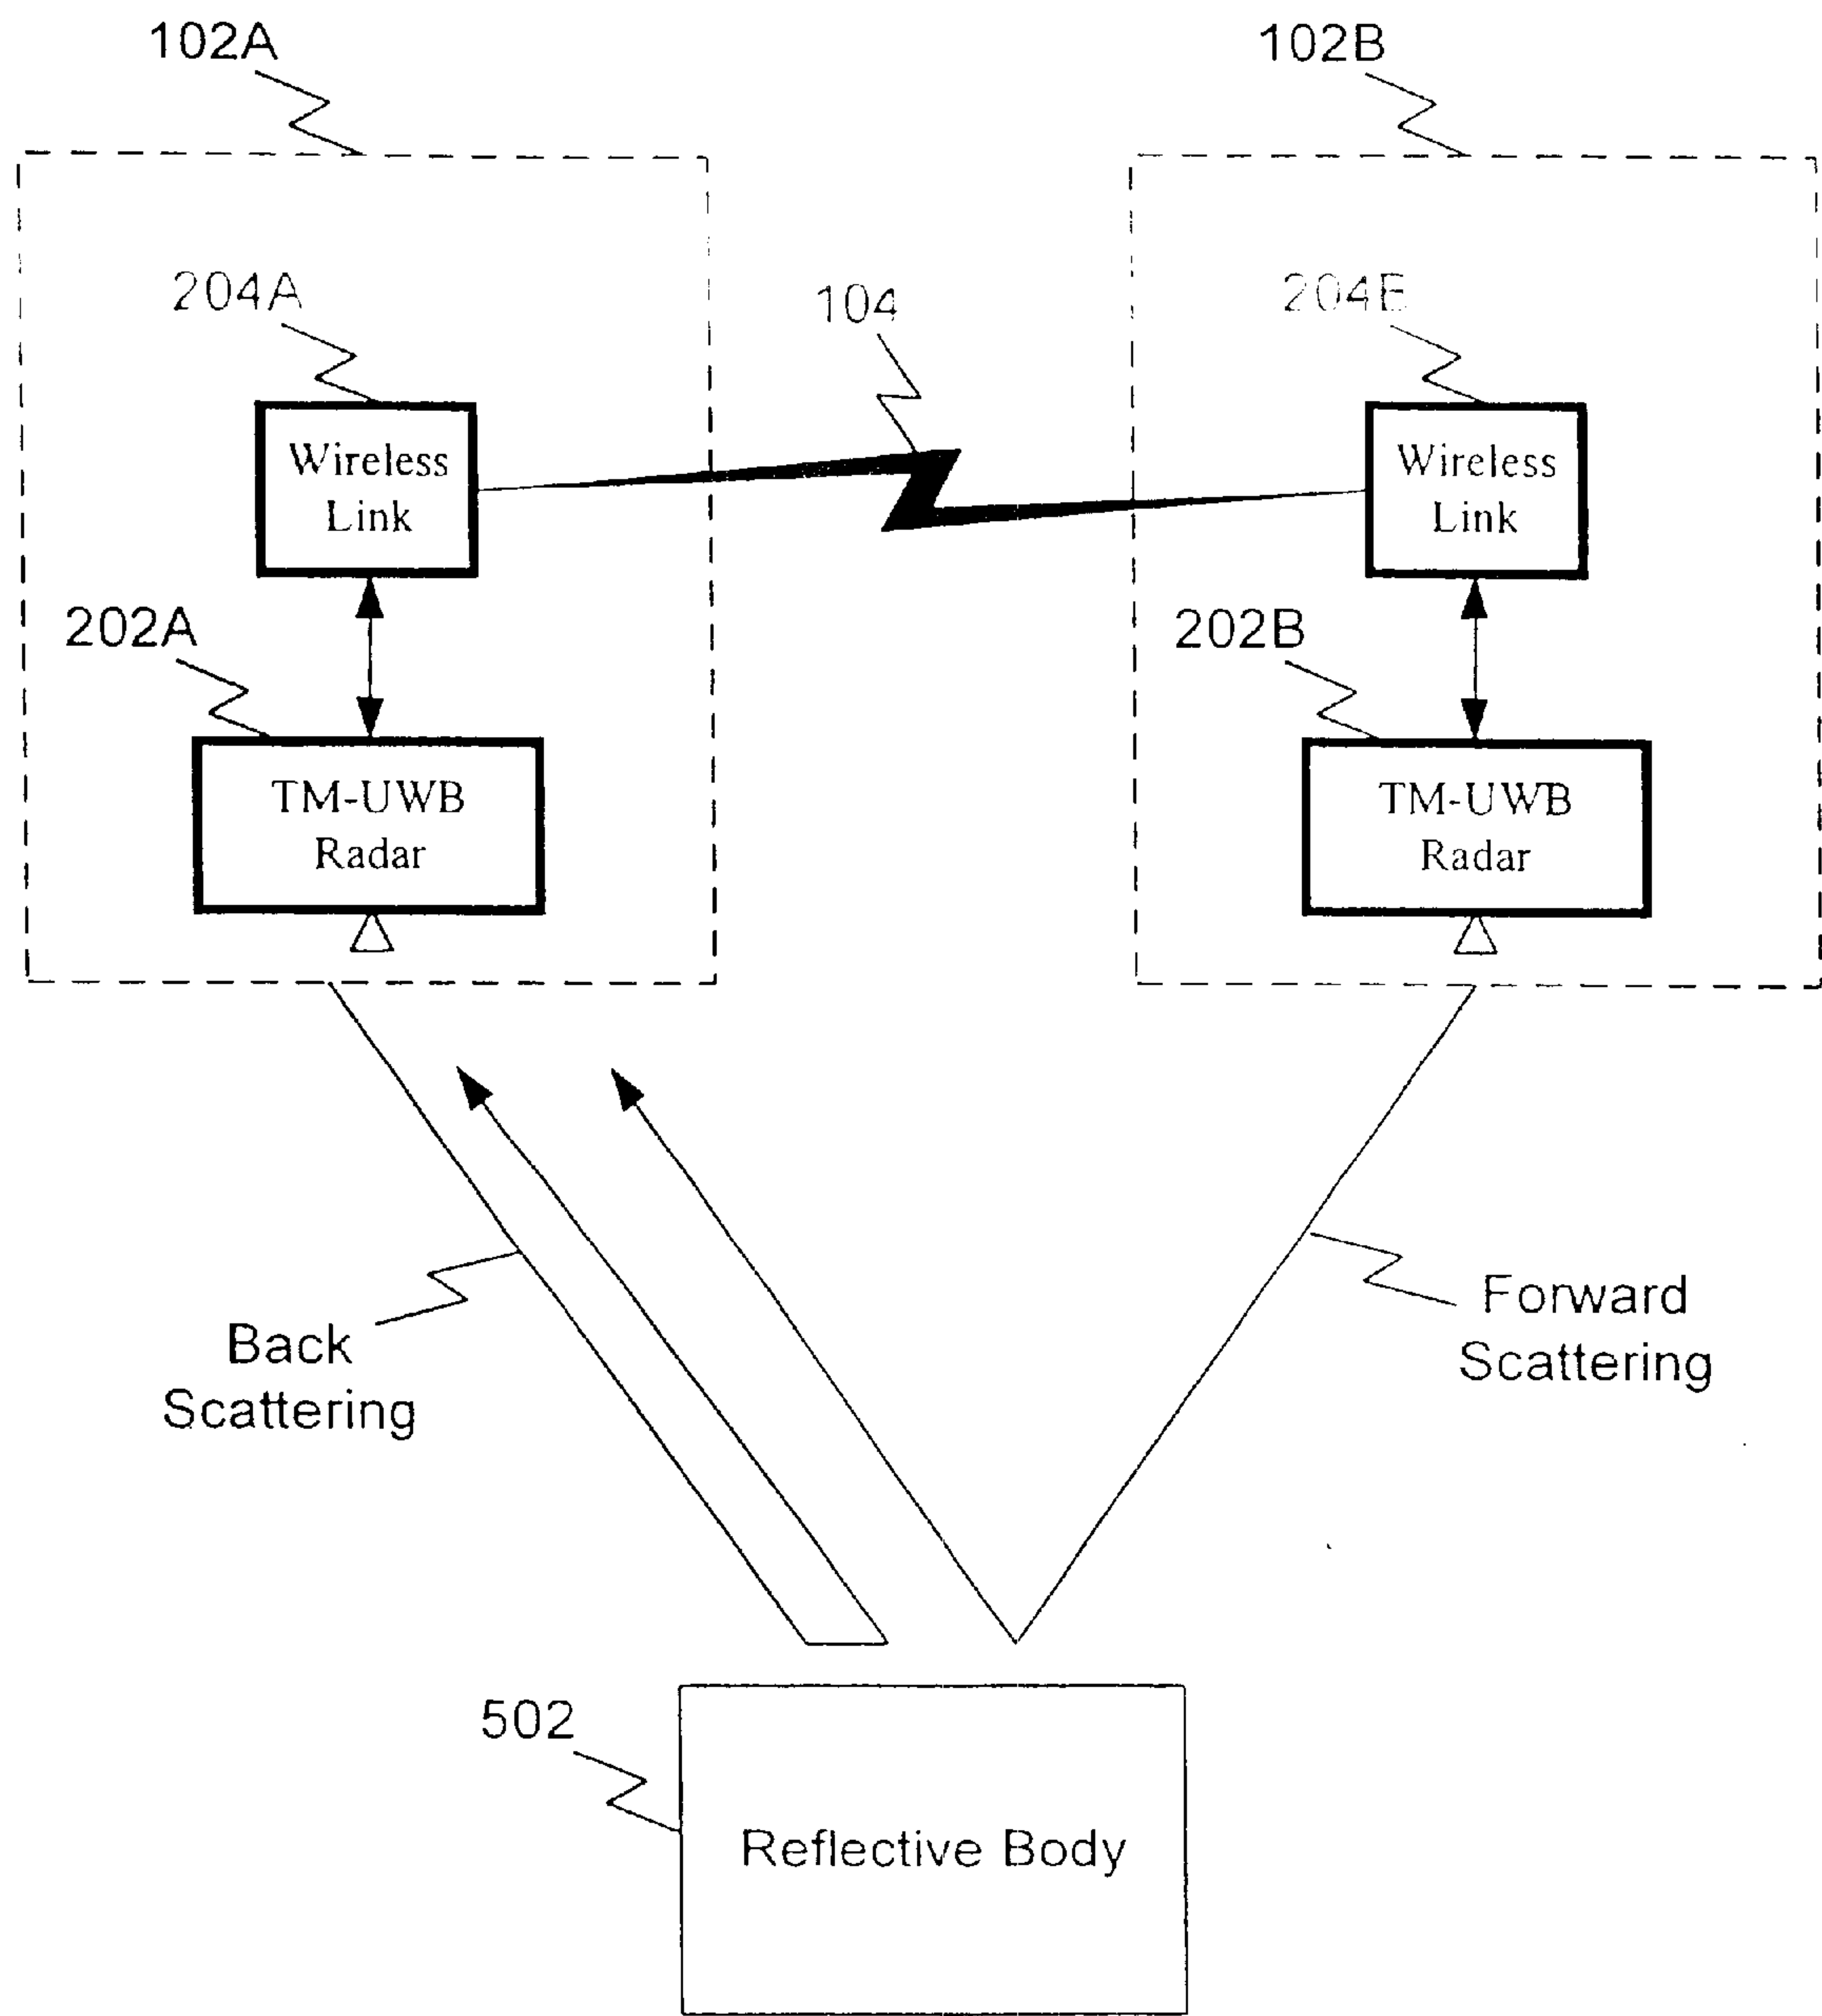 102A
102B
204A
104
204E
Wireless
Link
Wireless
Link
202A
202B
TM-UWB
Radar
TM-UWB
Radar
Back
Scattering
Forward
Scattering
502
Reflective Body